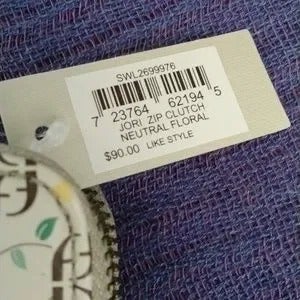 SWL2699976
7 23764 62194 5
JORI ZIP CLUTCH
NEUTRAL FLORAL
$90.00 LIKE STYLE